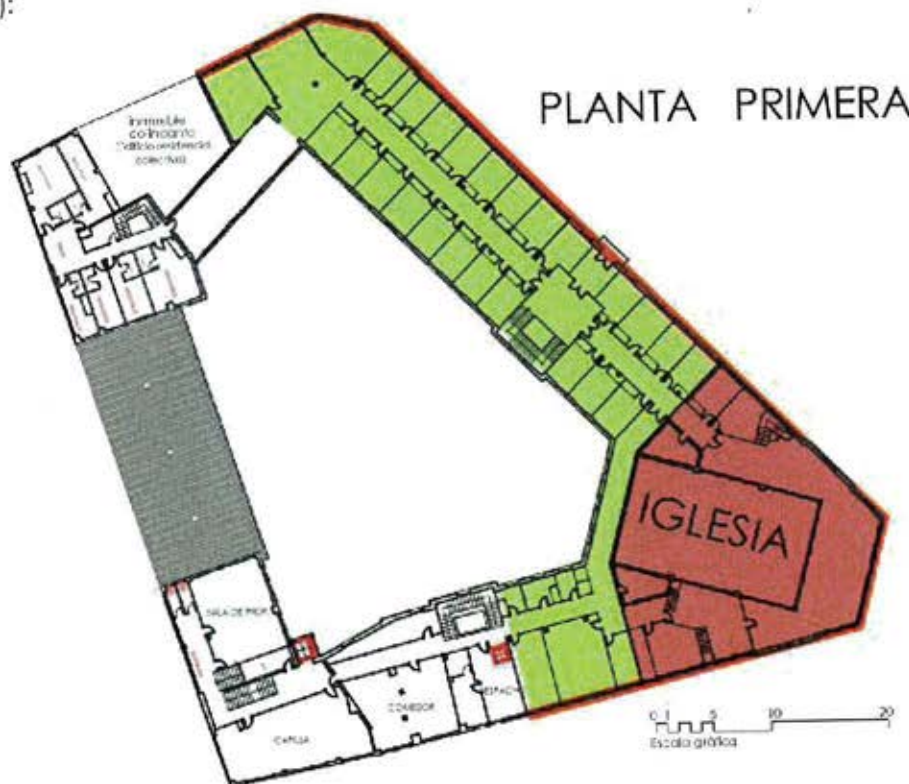 ):
PLANTA PRIMERA
inmueble
colindante
Edificio residencia
colectiva
IGLESIA
SALA DE PROF.
ESPACIO
COMEDOR
CAPILLA
0 1 5 10 20
Escala gráfica